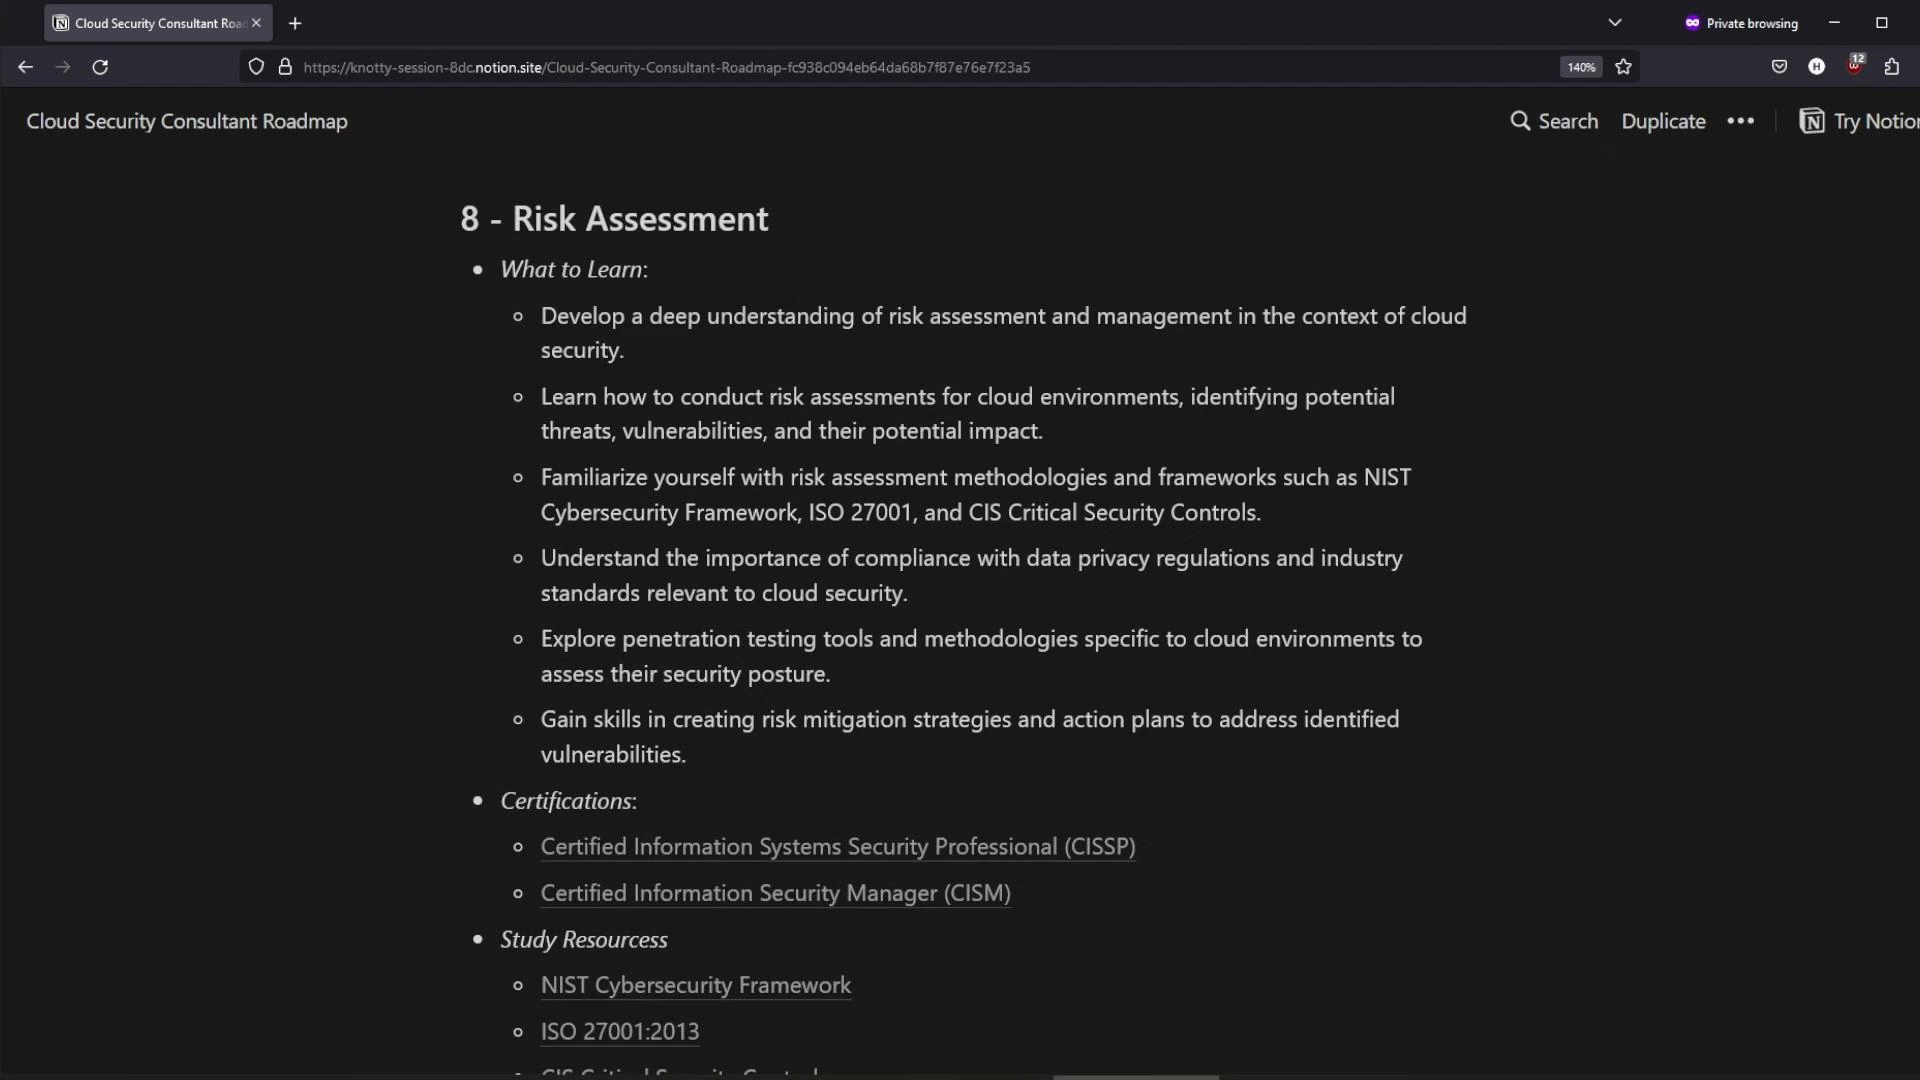 Cloud Security Consultant Road
Private browsing
https://knotty-session-8dc.notion.site/Cloud-Security-Consultant-Roadmap-fc938c094eb64da68b7f87e76e7f23a5
140%
H
12
Cloud Security Consultant Roadmap
Search
Duplicate
Try Notion
8 - Risk Assessment
What to Learn:
Develop a deep understanding of risk assessment and management in the context of cloud
security.
Learn how to conduct risk assessments for cloud environments, identifying potential
threats, vulnerabilities, and their potential impact.
Familiarize yourself with risk assessment methodologies and frameworks such as NIST
Cybersecurity Framework, ISO 27001, and CIS Critical Security Controls.
Understand the importance of compliance with data privacy regulations and industry
standards relevant to cloud security.
Explore penetration testing tools and methodologies specific to cloud environments to
assess their security posture.
Gain skills in creating risk mitigation strategies and action plans to address identified
vulnerabilities.
Certifications:
Certified Information Systems Security Professional (CISSP)
Certified Information Security Manager (CISM)
Study Resourcess
NIST Cybersecurity Framework
ISO 27001:2013
CIS Critical Security Control